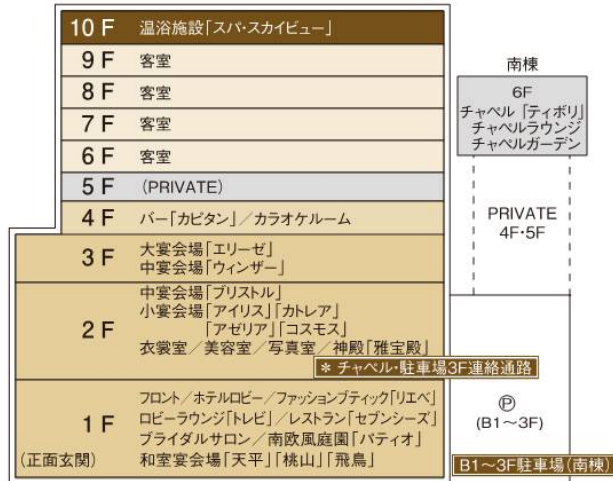 10 F 温浴施設「スパ・スカイビュー」
9 F 客室
8 F 客室
7 F 客室
6 F 客室
5 F (PRIVATE)
4 F バー「カピタン」／カラオケルーム
3 F 大宴会場「エリーゼ」
中宴会場「ウィンザー」
2 F 中宴会場「ブリストル」
小宴会場「アイリス」「カトレア」
「アゼリア」「コスモス」
衣裳室／美容室／写真室／神殿「雅宝殿」
* チャペル・駐車場3F連絡通路
1 F フロント／ホテルロビー／ファッションブティック「リエベ」
ロビーラウンジ「トレビ」／レストラン「セブンシーズ」
ブライダルサロン／南欧風庭園「パティオ」
(正面玄関) 和室宴会場「天平」「桃山」「飛鳥」
南棟
6F
チャペル「ティボリ」
チャペルラウンジ
チャペルガーデン
PRIVATE
4F・5F
Ⓟ
(B1～3F)
B1～3F駐車場(南棟)